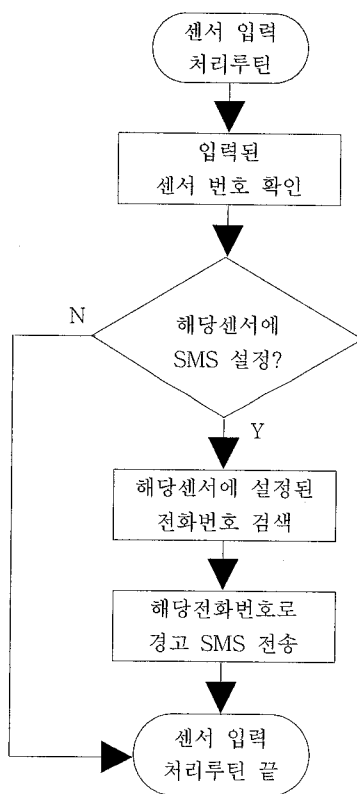 센서 입력
처리루틴
입력된
센서 번호 확인
N
해당센서에
SMS 설정?
Y
해당센서에 설정된
전화번호 검색
해당전화번호로
경고 SMS 전송
센서 입력
처리루틴 끝